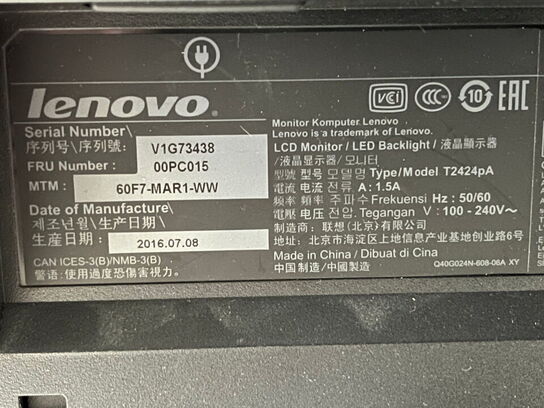 lenovo
Serial Number\
序列号\序列號: V1G73438
FRU Number : 00PC015
MTM : 60F7-MAR1-WW
Date of Manufacture\
제조년월\生产日期\
生産日期: 2016.07.08
CAN ICES-3(B)/NMB-3(B)
警语:使用過度恐傷害視力。
VCI CCC 10 EAC
Monitor Komputer Lenovo
Lenovo is a trademark of Lenovo.
LCD Monitor / LED Backlight /液晶顯示器
/液晶显示器/ 모니터
型號 型号 모델명 Type/Model T2424pA
電流 电流 전류 A: 1.5A
頻率 频率 주파수 Frekuensi Hz : 50/60
電壓 电压 전압. Tegangan V : 100 -240V～
制造商: 联想(北京)有限公司
地址: 北京市海淀区上地信息产业基地创业路6号
Made in China / Dibuat di Cina
中国制造/中國製造 Q40G024N-608-06A XY